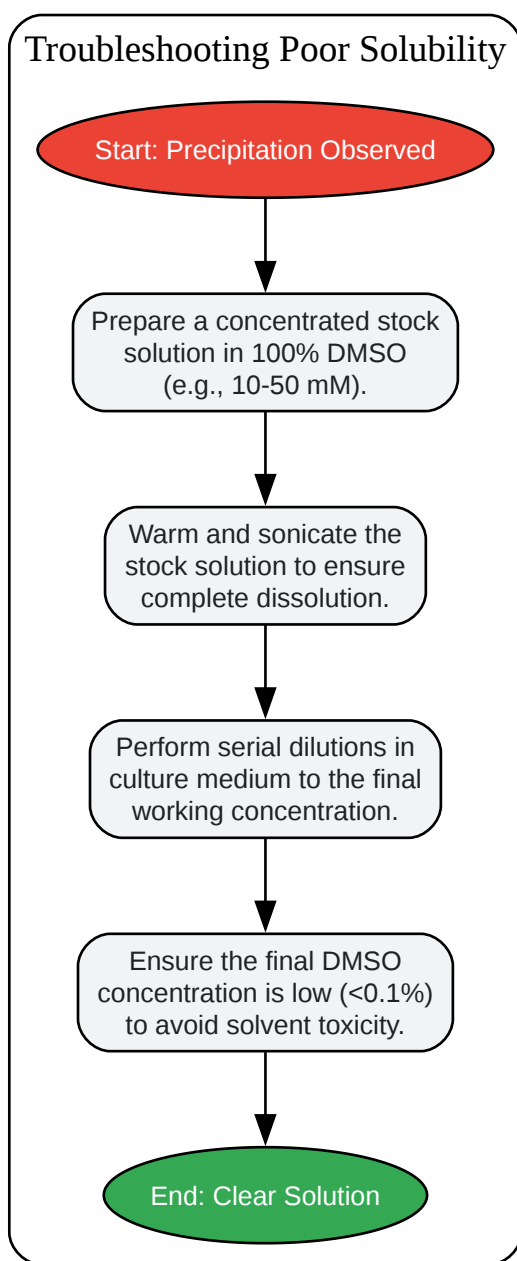 Troubleshooting Poor Solubility
Start: Precipitation Observed
Prepare a concentrated stock
solution in 100% DMSO
(e.g., 10-50 mM).
Warm and sonicate the
stock solution to ensure
complete dissolution.
Perform serial dilutions in
culture medium to the final
working concentration.
Ensure the final DMSO
concentration is low (<0.1%)
to avoid solvent toxicity.
End: Clear Solution